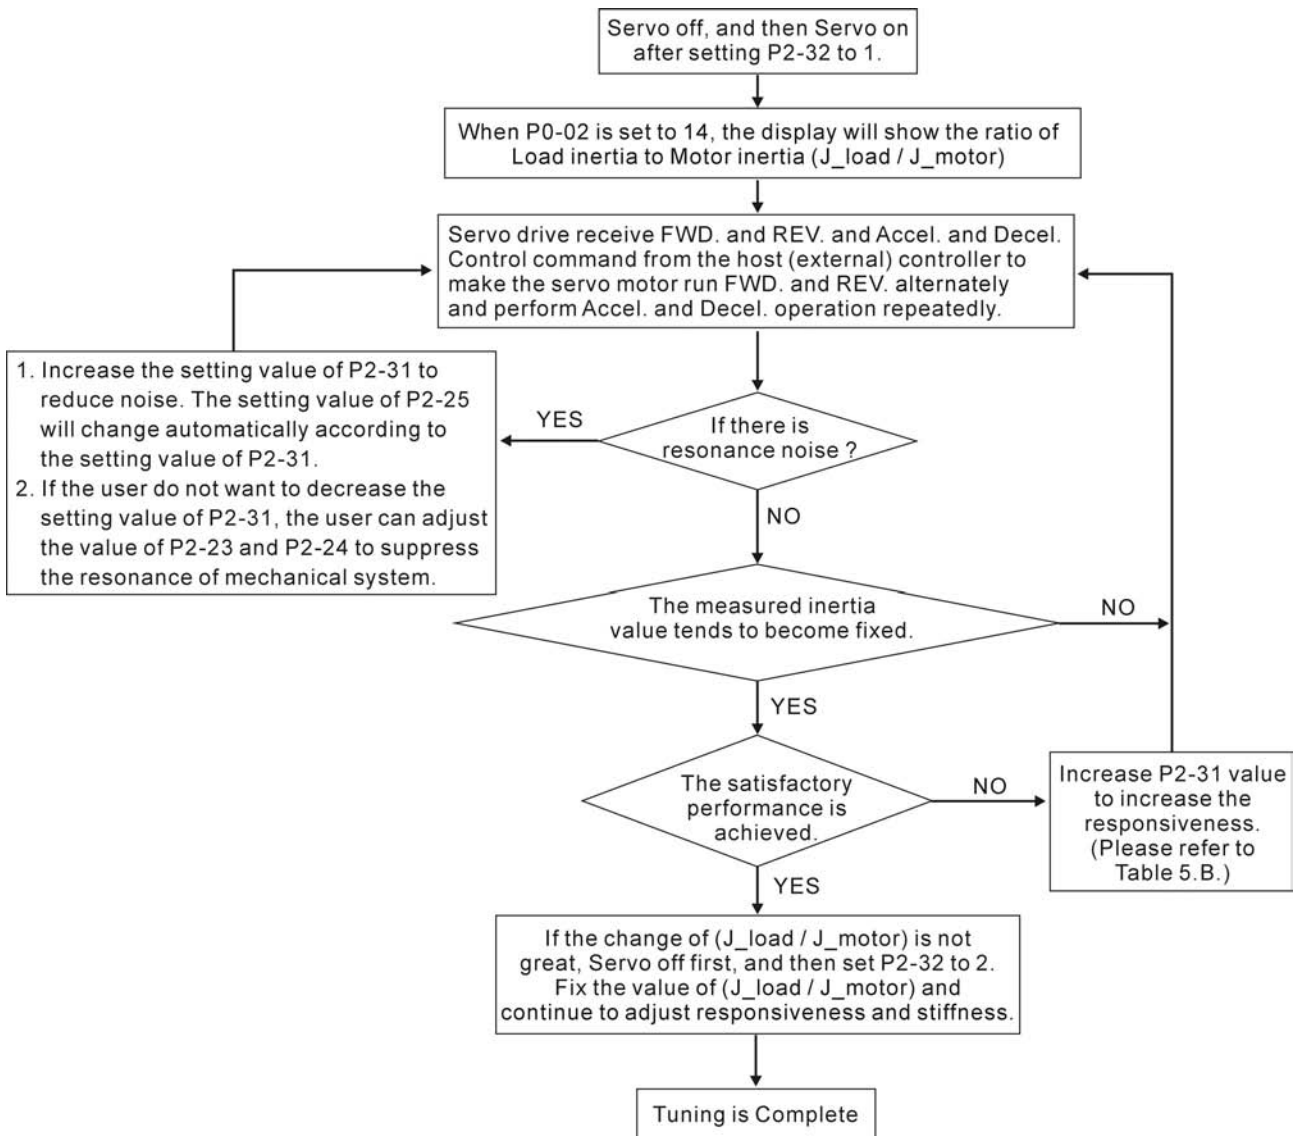 Servo off, and then Servo on
after setting P2-32 to 1.
When P0-02 is set to 14, the display will show the ratio of
Load inertia to Motor inertia (J_load / J_motor)
Servo drive receive FWD. and REV. and Accel. and Decel.
Control command from the host (external) controller to
make the servo motor run FWD. and REV. alternately
and perform Accel. and Decel. operation repeatedly.
If there is
resonance noise ?
YES
1. Increase the setting value of P2-31 to
reduce noise. The setting value of P2-25
will change automatically according to
the setting value of P2-31.
2. If the user do not want to decrease the
setting value of P2-31, the user can adjust
the value of P2-23 and P2-24 to suppress
the resonance of mechanical system.
NO
The measured inertia
value tends to become fixed.
NO
YES
The satisfactory
performance is
achieved.
NO
Increase P2-31 value
to increase the
responsiveness.
(Please refer to
Table 5.B.)
YES
If the change of (J_load / J_motor) is not
great, Servo off first, and then set P2-32 to 2.
Fix the value of (J_load / J_motor) and
continue to adjust responsiveness and stiffness.
Tuning is Complete